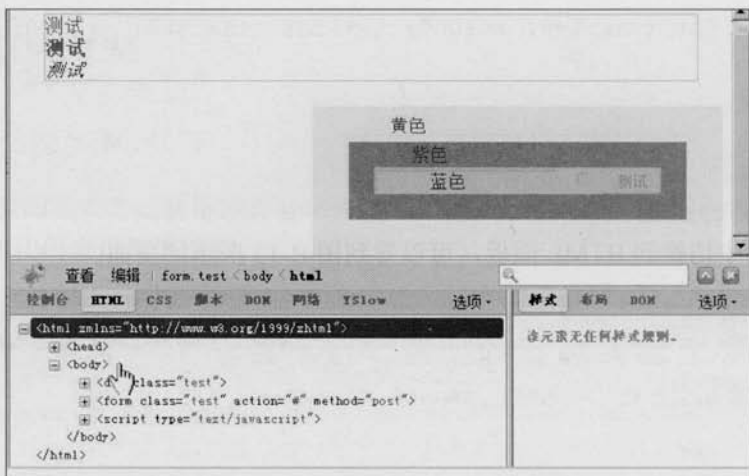 测试
测试
测试
黄色
紫色
蓝色
测试
查看 编辑 form.test < body < html
控制台 HTML CSS 脚本 DOM 网络 YSlow 选项
样式 布局 DOM 选项
<html xmlns="http://www.w3.org/1999/xhtml">
该元素无任何样式规则。
<head>
<body>
class="test">
<form class="test" action="#" method="post">
<script type="text/javascript">
</body>
</html>